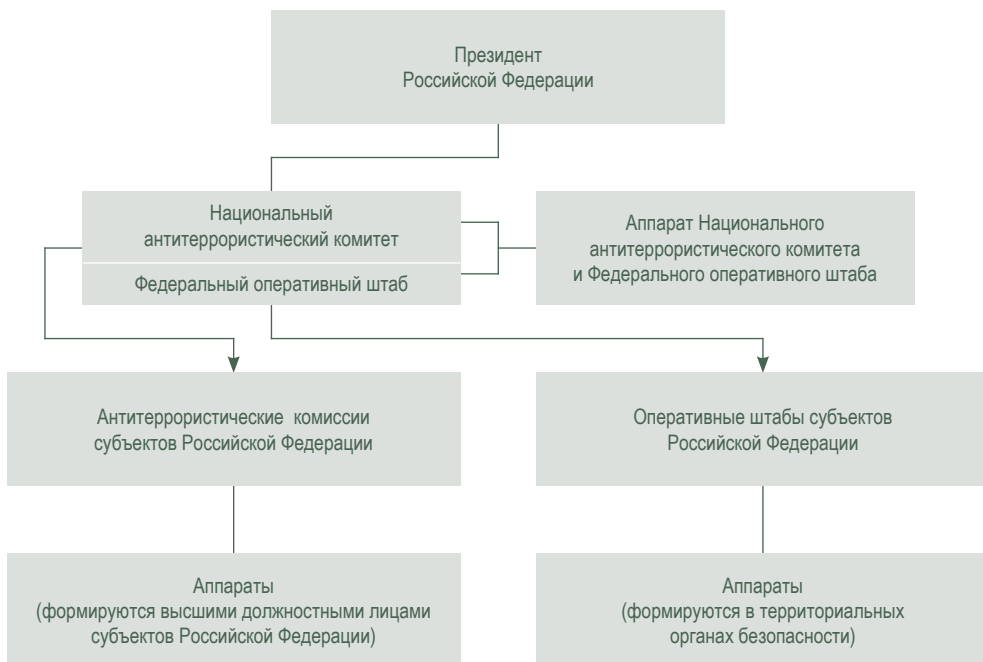 Президент
Российской Федерации
Национальный
антитеррористический комитет
Федеральный оперативный штаб
Аппарат Национального
антитеррористического комитета
и Федерального оперативного штаба
Антитеррористические комиссии
субъектов Российской Федерации
Оперативные штабы субъектов
Российской Федерации
Аппараты
(формируются высшими должностными лицами
субъектов Российской Федерации)
Аппараты
(формируются в территориальных
органах безопасности)